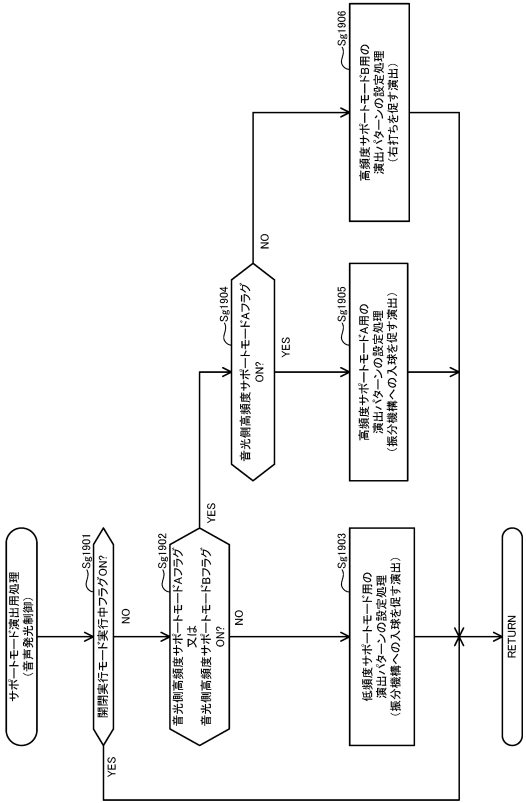 サポートモード演出用処理
（音声発光制御）
Sg1901
開閉実行モード実行中フラグON?
YES
NO
Sg1902
音光側高頻度サポートモードAフラグ
又は
音光側高頻度サポートモードBフラグ
ON?
YES
NO
Sg1903
低頻度サポートモード用の
演出パターンの設定処理
（振分機構への入球を促す演出）
Sg1904
音光側高頻度サポートモードAフラグ
ON?
NO
YES
Sg1905
高頻度サポートモードA用の
演出パターンの設定処理
（振分機構への入球を促す演出）
Sg1906
高頻度サポートモードB用の
演出パターンの設定処理
（右打ちを促す演出）
RETURN